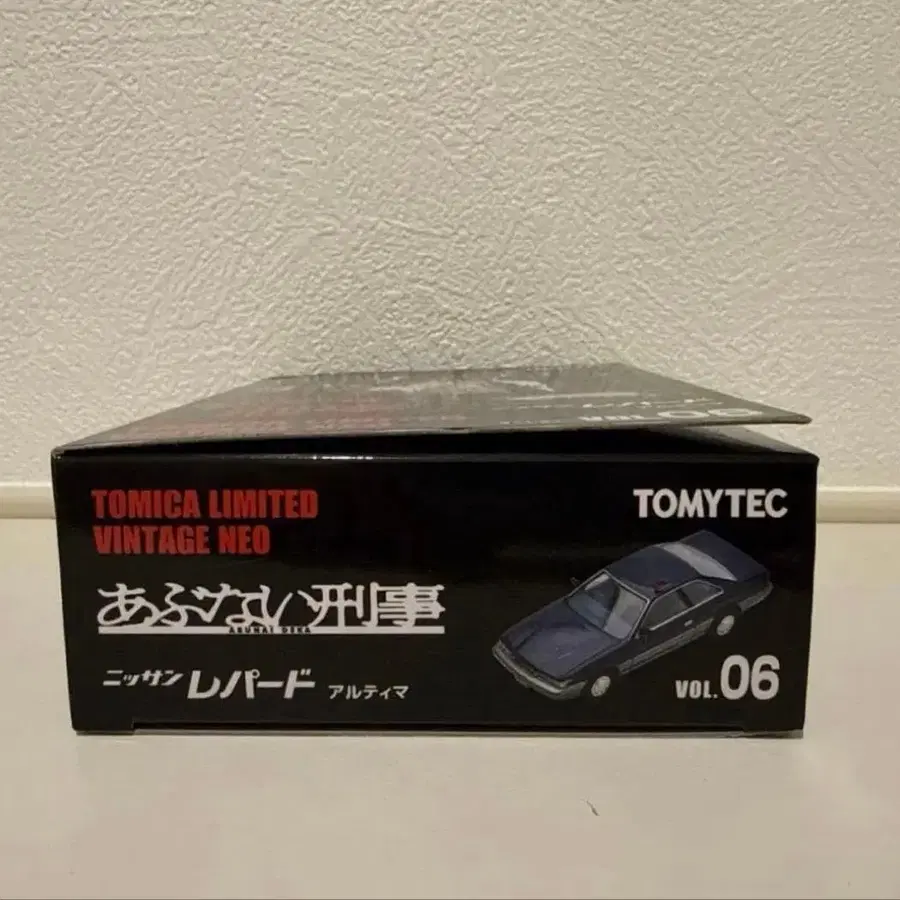 TOMICA LIMITED
VINTAGE NEO
TOMYTEC
あぶない刑事
ABUNAI DEKA
ニッサン レパード アルティマ
VOL.06